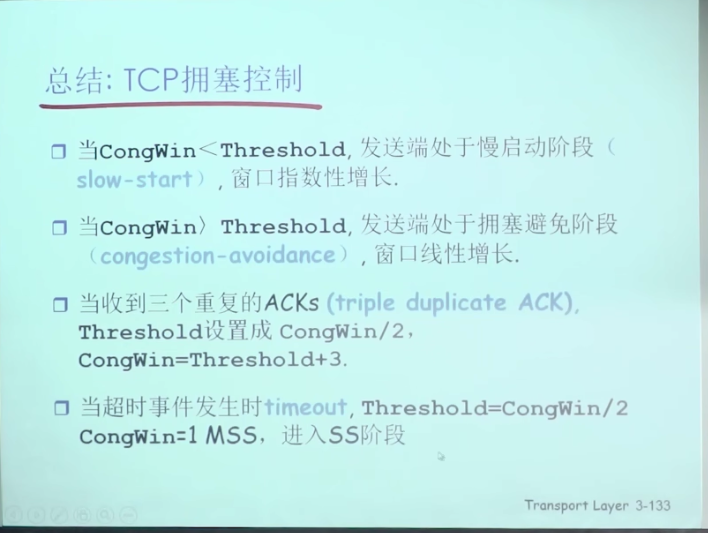 总结: TCP拥塞控制
当CongWin＜Threshold, 发送端处于慢启动阶段（
slow-start）, 窗口指数性增长.
当CongWin〉Threshold, 发送端处于拥塞避免阶段
（congestion-avoidance）, 窗口线性增长.
当收到三个重复的ACKs (triple duplicate ACK),
Threshold设置成 CongWin/2,
CongWin=Threshold+3.
当超时事件发生时timeout, Threshold=CongWin/2
CongWin=1 MSS，进入SS阶段
Transport Layer 3-133